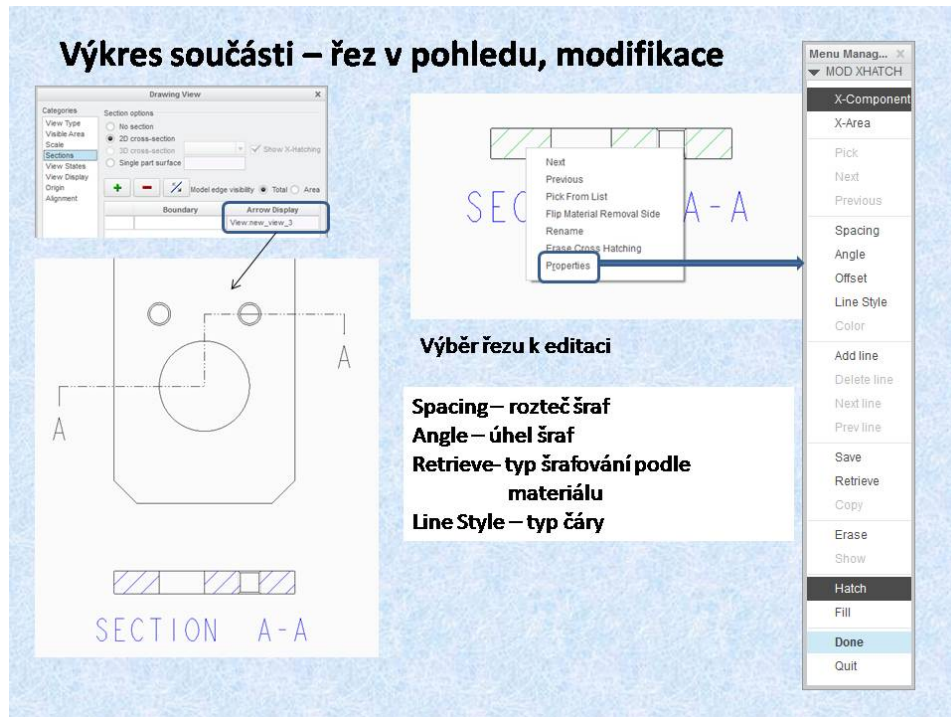 Výkres součásti – řez v pohledu, modifikace
Drawing View X
Categories
View Type
Visible Area
Scale
Sections
View States
View Display
Origin
Alignment
Section options
No section
2D cross-section
3D cross-section
Show X-Hatching
Single part surface
Model edge visibility Total Area
Boundary Arrow Display
View:new_view_3
A
A
SECTION A-A
SEC A-A
Next
Previous
Pick From List
Flip Material Removal Side
Rename
Erase Cross Hatching
Properties
Výběr řezu k editaci
Spacing – rozteč šraf
Angle – úhel šraf
Retrieve- typ šrafování podle
materiálu
Line Style – typ čáry
Menu Manag... ×
MOD XHATCH
X-Component
X-Area
Pick
Next
Previous
Spacing
Angle
Offset
Line Style
Color
Add line
Delete line
Next line
Prev line
Save
Retrieve
Copy
Erase
Show
Hatch
Fill
Done
Quit